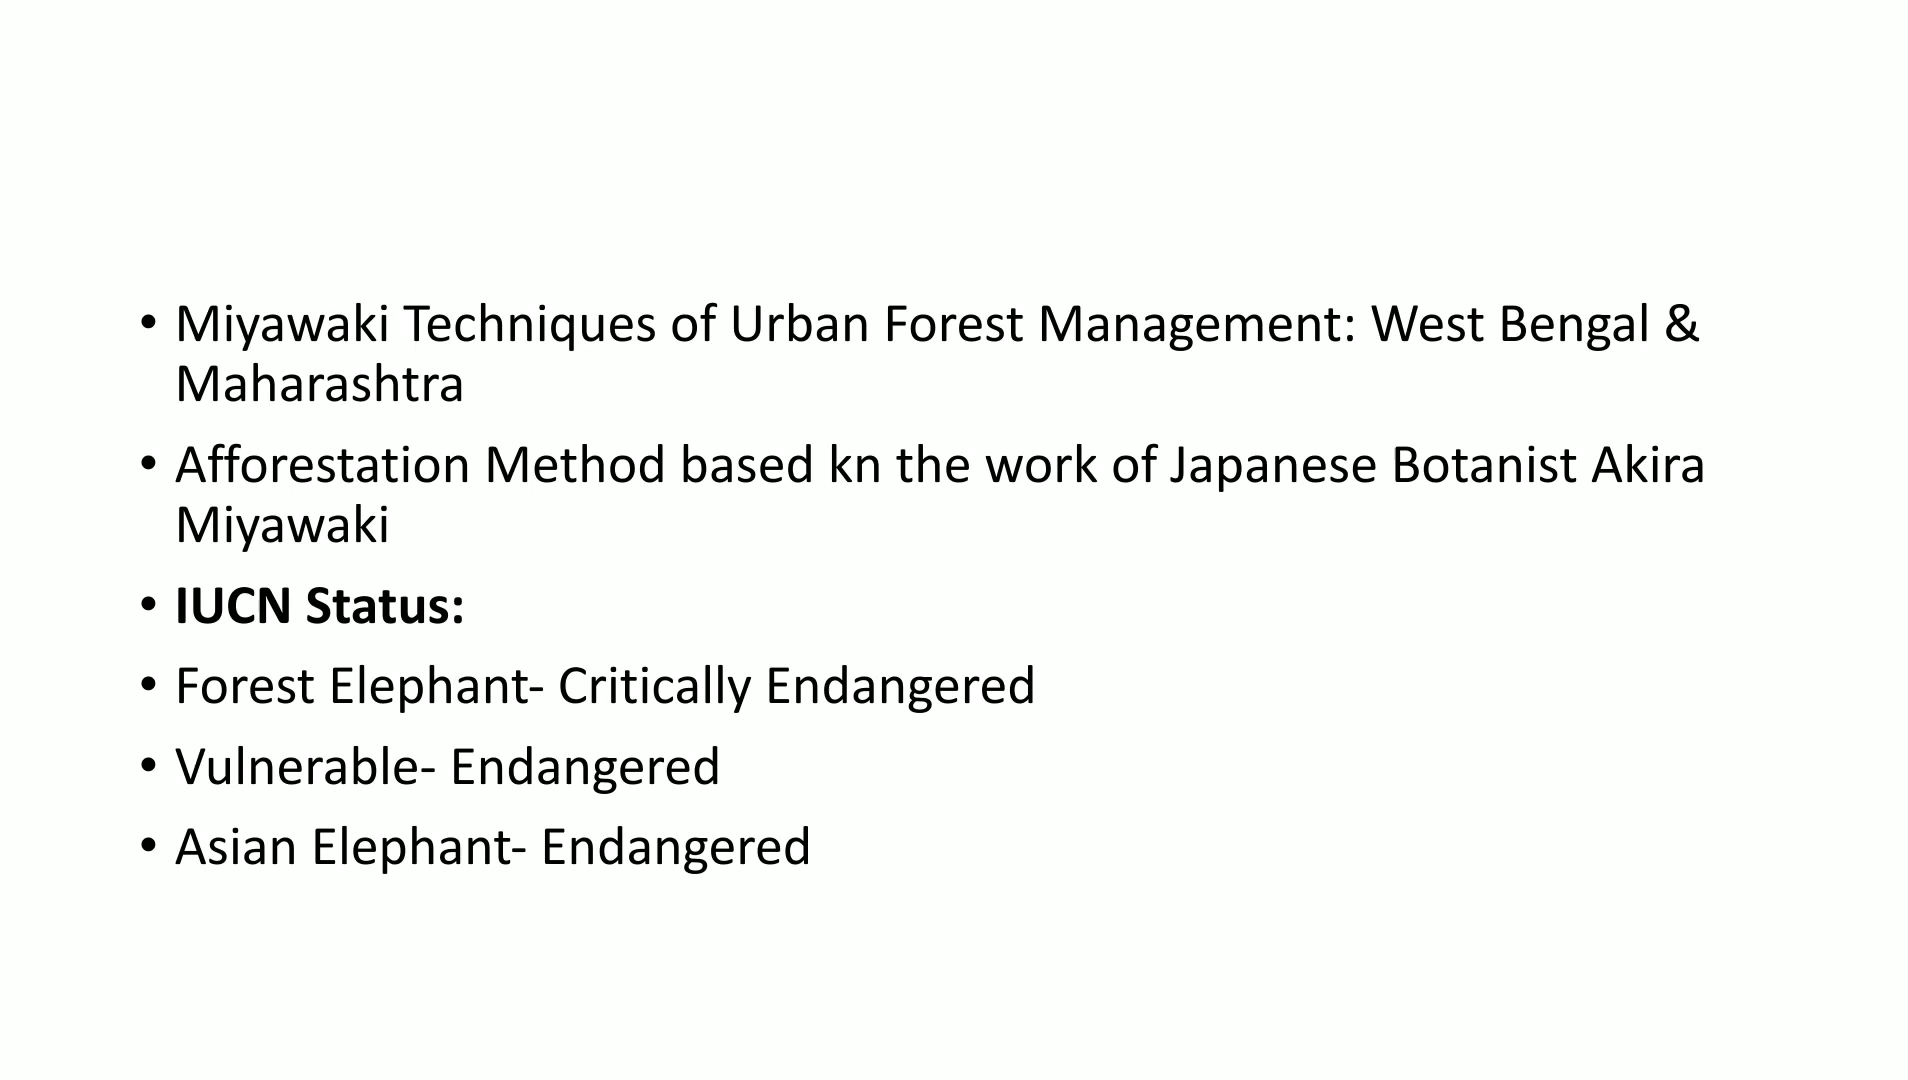 • Miyawaki Techniques of Urban Forest Management: West Bengal &
Maharashtra
• Afforestation Method based kn the work of Japanese Botanist Akira
Miyawaki
• IUCN Status:
• Forest Elephant- Critically Endangered
• Vulnerable- Endangered
• Asian Elephant- Endangered